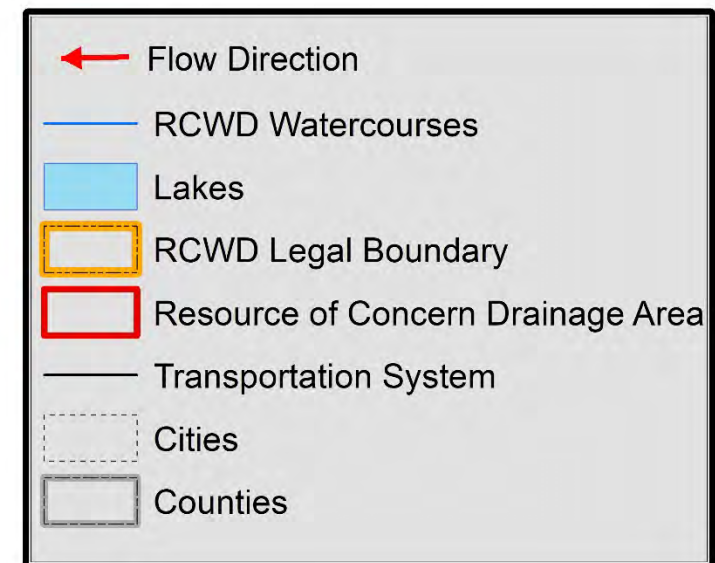 Flow Direction
RCWD Watercourses
Lakes
RCWD Legal Boundary
Resource of Concern Drainage Area
Transportation System
Cities
Counties